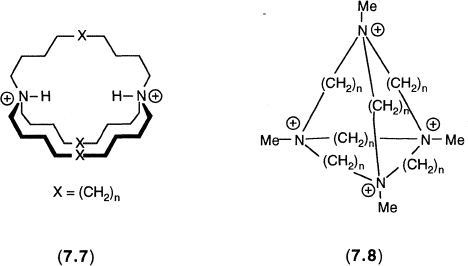 X
N–H H–N
⊕ ⊕
X
X
X = (CH₂)ₙ
(7.7)
Me
N ⊕
(CH₂)ₙ (CH₂)ₙ
(CH₂)ₙ
⊕ ⊕
Me–N (CH₂)ₙ N–Me
(CH₂)ₙ (CH₂)ₙ
N
⊕
Me
(7.8)